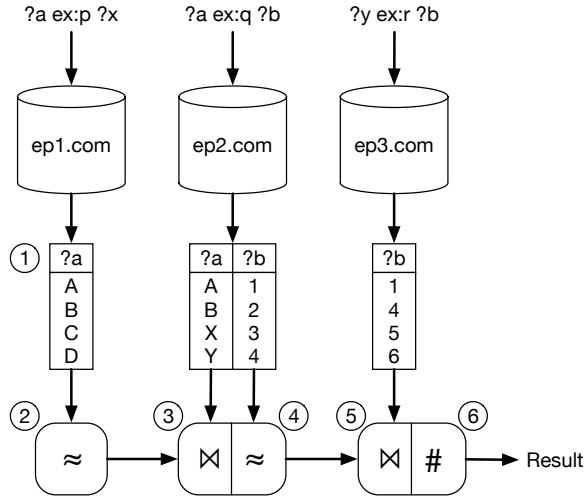 ?a ex:p ?x
?a ex:q ?b
?y ex:r ?b
ep1.com
ep2.com
ep3.com
1
?a
A
B
C
D
?a ?b
A 1
B 2
X 3
Y 4
?b
1
4
5
6
2
≈
3
⋈
≈
4
5
⋈
#
6
Result